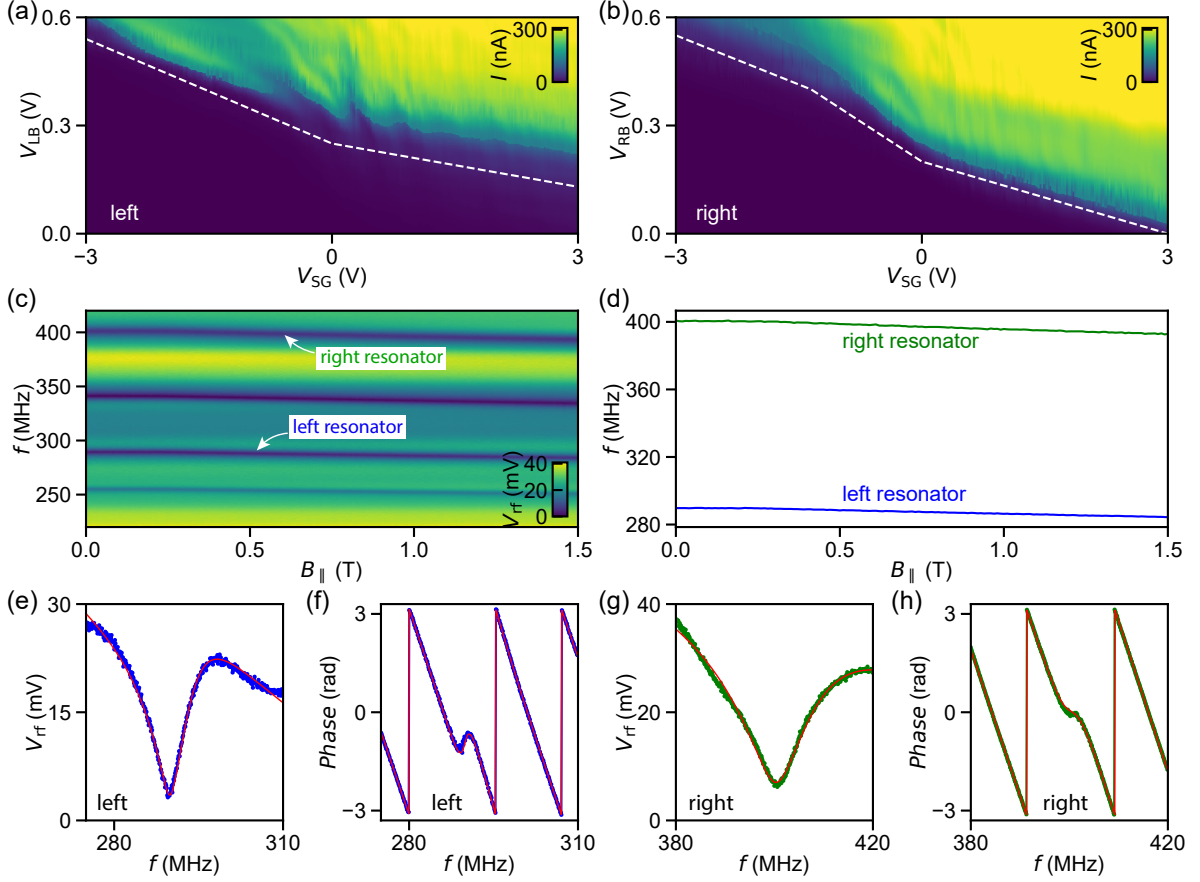 (a)
0.6
0.3
0.0
V_LB (V)
−3
0
3
V_SG (V)
left
I (nA)
300
0
(b)
0.6
0.3
0.0
V_RB (V)
−3
0
3
V_SG (V)
right
I (nA)
300
0
(c)
400
350
300
250
f (MHz)
right resonator
left resonator
V_rf (mV)
40
20
0
0.0
0.5
1.0
1.5
B_∥ (T)
(d)
400
360
320
280
f (MHz)
right resonator
left resonator
0.0
0.5
1.0
1.5
B_∥ (T)
(e)
30
15
0
V_rf (mV)
left
280
310
f (MHz)
(f)
3
0
−3
Phase (rad)
left
280
310
f (MHz)
(g)
40
20
0
V_rf (mV)
right
380
420
f (MHz)
(h)
3
0
−3
Phase (rad)
right
380
420
f (MHz)